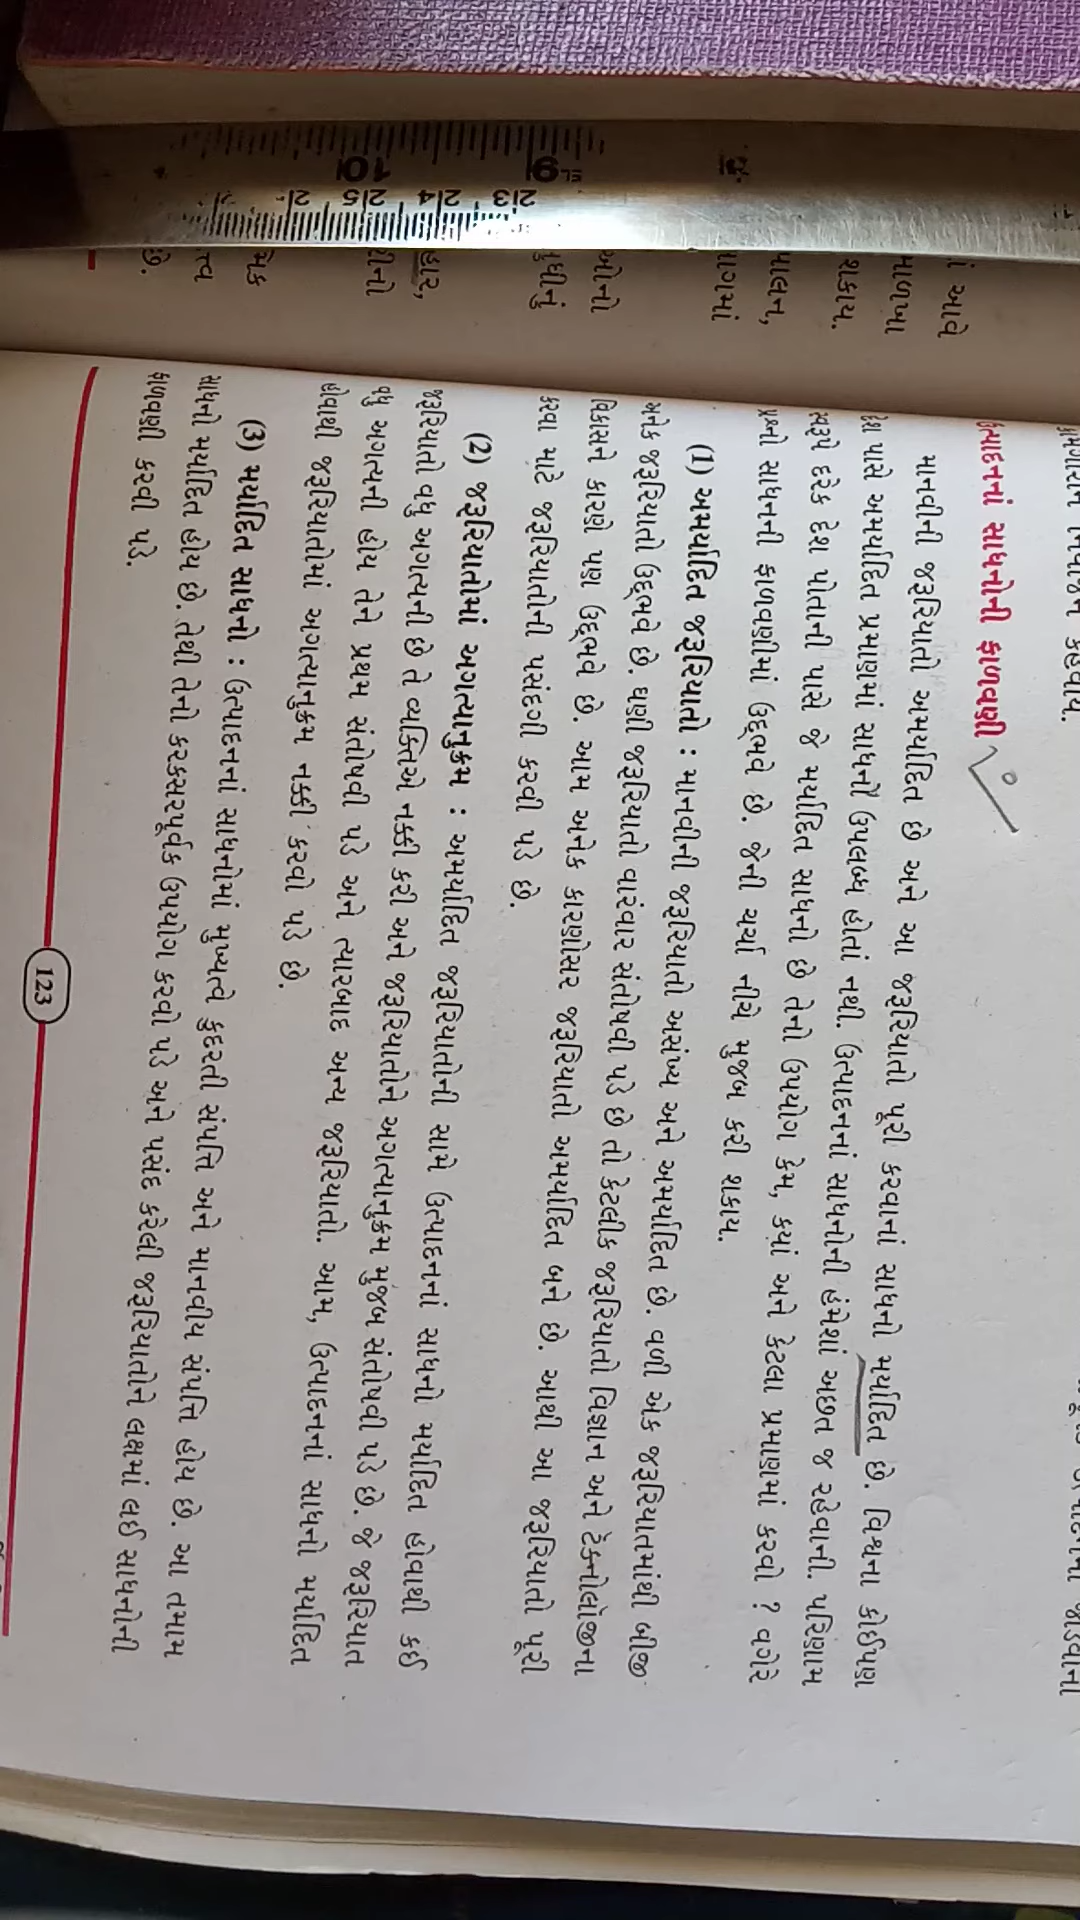 ઉત્પાદનનાં સાધનોની ફાળવણી
માનવીની જરૂરિયાતો અમર્યાદિત છે અને આ જરૂરિયાતો પૂરી કરવાનાં સાધનો મર્યાદિત છે. વિશ્વના કોઈપણ
દેશ પાસે અમર્યાદિત પ્રમાણમાં સાધનો ઉપલબ્ધ હોતાં નથી. ઉત્પાદનનાં સાધનોની હંમેશાં અછત જ રહેવાની. પરિણામ
સ્વરૂપે દરેક દેશ પોતાની પાસે જે મર્યાદિત સાધનો છે તેનો ઉપયોગ કેમ, ક્યાં અને કેટલા પ્રમાણમાં કરવો ? વગેરે
પ્રશ્નો સાધનની ફાળવણીમાં ઉદ્દભવે છે. જેની ચર્ચા નીચે મુજબ કરી શકાય.
(1) અમર્યાદિત જરૂરિયાતો : માનવીની જરૂરિયાતો અસંખ્ય અને અમર્યાદિત છે. વળી એક જરૂરિયાતમાંથી બીજી
અનેક જરૂરિયાતો ઉદ્દભવે છે. ઘણી જરૂરિયાતો વારંવાર સંતોષવી પડે છે તો કેટલીક જરૂરિયાતો વિજ્ઞાન અને ટેક્નોલૉજીના
વિકાસને કારણે પણ ઉદ્દભવે છે. આમ અનેક કારણોસર જરૂરિયાતો અમર્યાદિત બને છે. આથી આ જરૂરિયાતો પૂરી
કરવા માટે જરૂરિયાતોની પસંદગી કરવી પડે છે.
(2) જરૂરિયાતોમાં અગત્યાનુક્રમ : અમર્યાદિત જરૂરિયાતોની સામે ઉત્પાદનનાં સાધનો મર્યાદિત હોવાથી કઈ
જરૂરિયાતો વધુ અગત્યની છે તે વ્યક્તિએ નક્કી કરી અને જરૂરિયાતોને અગત્યાનુક્રમ મુજબ સંતોષવી પડે છે. જે જરૂરિયાત
વધુ અગત્યની હોય તેને પ્રથમ સંતોષવી પડે અને ત્યારબાદ અન્ય જરૂરિયાતો. આમ, ઉત્પાદનનાં સાધનો મર્યાદિત
હોવાથી જરૂરિયાતોમાં અગત્યાનુક્રમ નક્કી કરવો પડે છે.
(3) મર્યાદિત સાધનો : ઉત્પાદનનાં સાધનોમાં મુખ્યત્વે કુદરતી સંપત્તિ અને માનવીય સંપત્તિ હોય છે. આ તમામ
સાધનો મર્યાદિત હોય છે. તેથી તેનો કરકસરપૂર્વક ઉપયોગ કરવો પડે અને પસંદ કરેલી જરૂરિયાતોને લક્ષમાં લઈ સાધનોની
ફાળવણી કરવી પડે.
123